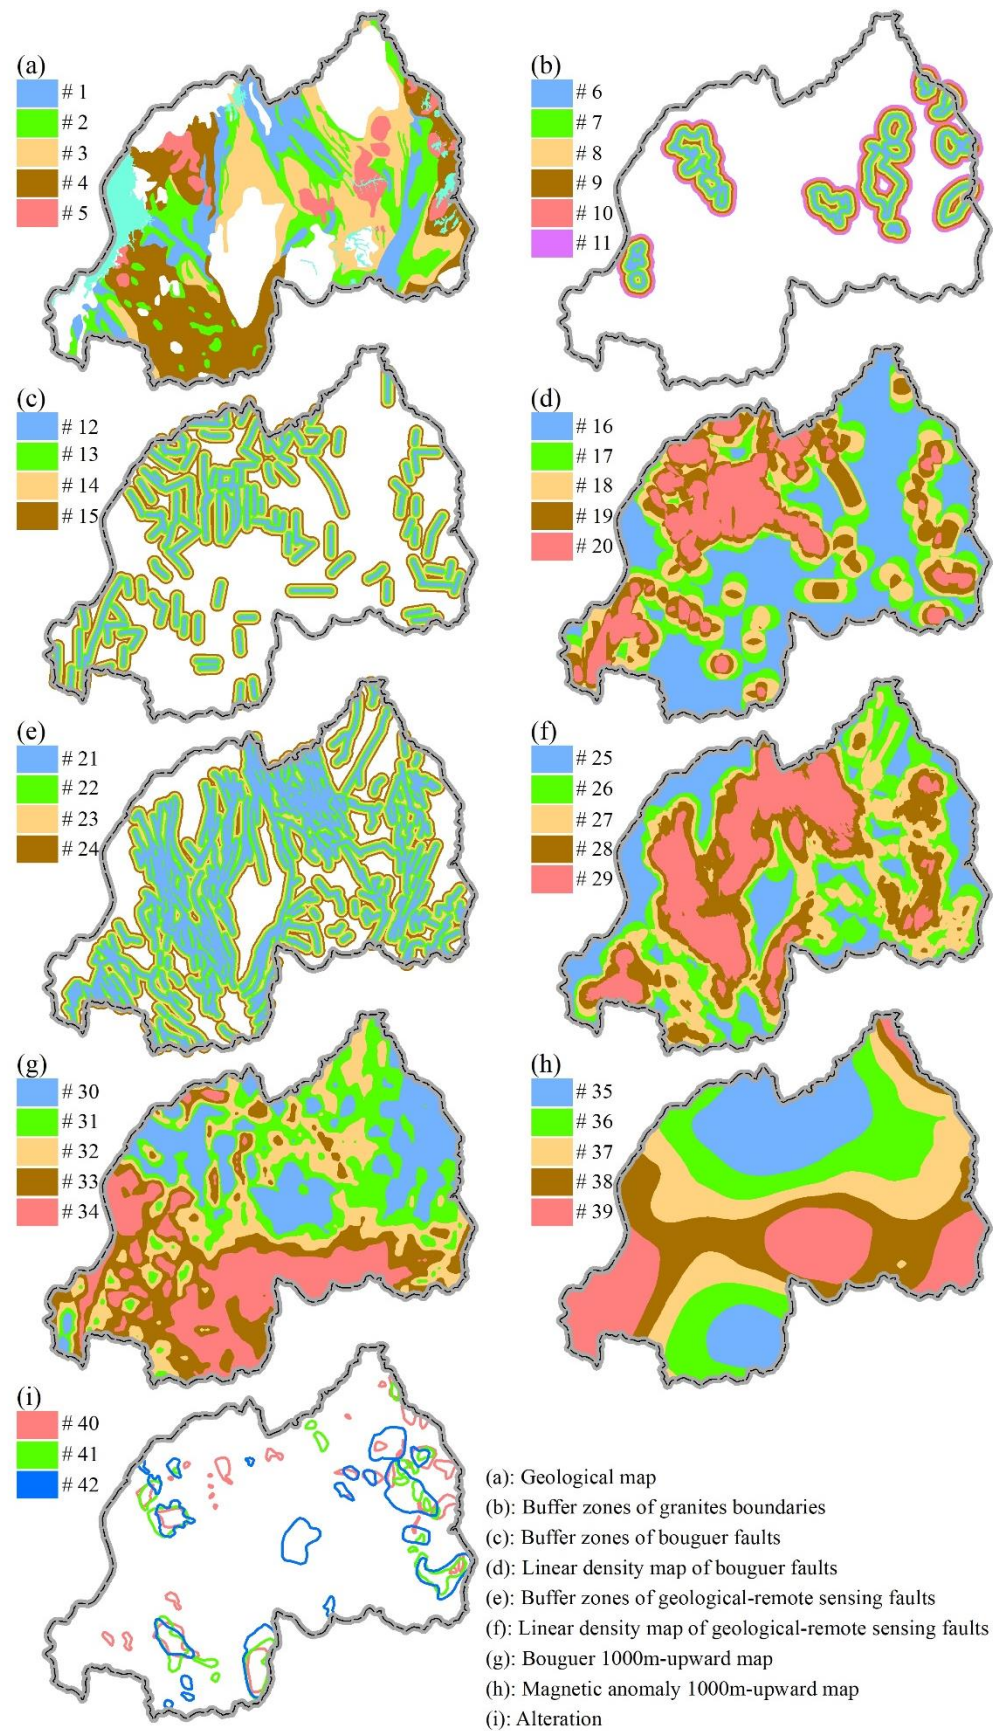 (a)
# 1
# 2
# 3
# 4
# 5
(b)
# 6
# 7
# 8
# 9
# 10
# 11
(c)
# 12
# 13
# 14
# 15
(d)
# 16
# 17
# 18
# 19
# 20
(e)
# 21
# 22
# 23
# 24
(f)
# 25
# 26
# 27
# 28
# 29
(g)
# 30
# 31
# 32
# 33
# 34
(h)
# 35
# 36
# 37
# 38
# 39
(i)
# 40
# 41
# 42
(a): Geological map
(b): Buffer zones of granites boundaries
(c): Buffer zones of bouguer faults
(d): Linear density map of bouguer faults
(e): Buffer zones of geological-remote sensing faults
(f): Linear density map of geological-remote sensing faults
(g): Bouguer 1000m-upward map
(h): Magnetic anomaly 1000m-upward map
(i): Alteration